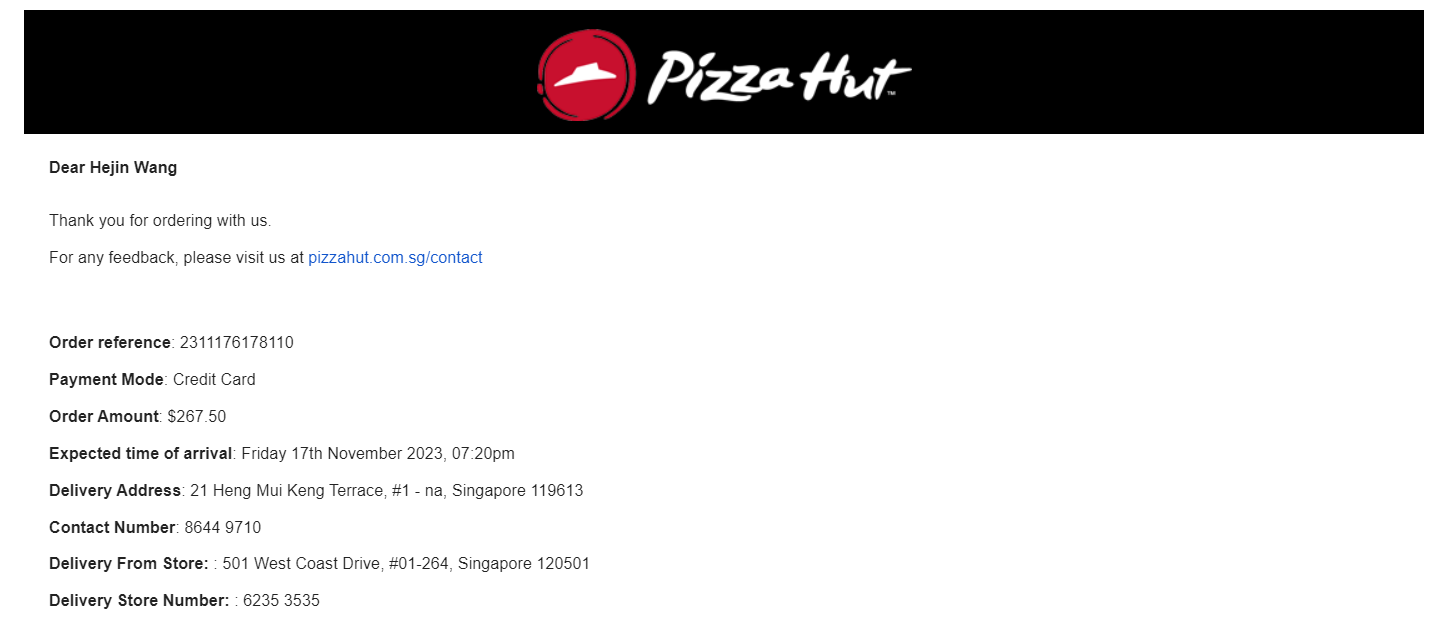 Pizza Hut™
Dear Hejin Wang
Thank you for ordering with us.
For any feedback, please visit us at pizzahut.com.sg/contact
Order reference: 2311176178110
Payment Mode: Credit Card
Order Amount: $267.50
Expected time of arrival: Friday 17th November 2023, 07:20pm
Delivery Address: 21 Heng Mui Keng Terrace, #1 - na, Singapore 119613
Contact Number: 8644 9710
Delivery From Store: : 501 West Coast Drive, #01-264, Singapore 120501
Delivery Store Number: : 6235 3535